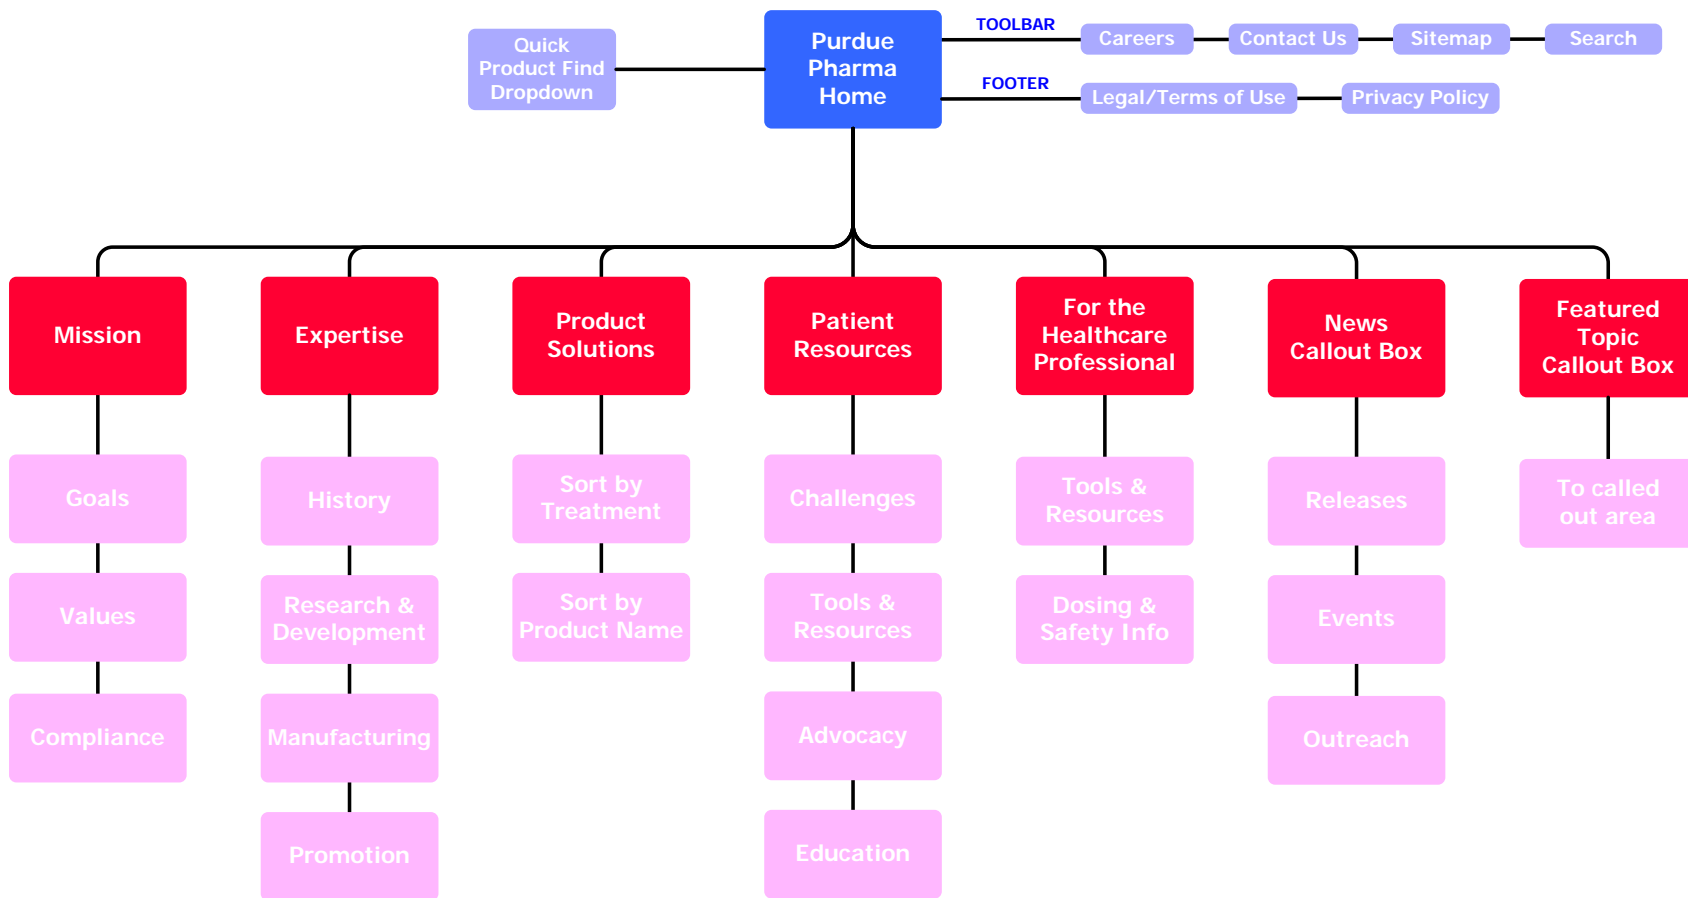 Quick
Product Find
Dropdown
Purdue
Pharma
Home
TOOLBAR
Careers
Contact Us
Sitemap
Search
FOOTER
Legal/Terms of Use
Privacy Policy
Mission
Expertise
Product
Solutions
Patient
Resources
For the
Healthcare
Professional
News
Callout Box
Featured
Topic
Callout Box
Goals
History
Sort by
Treatment
Challenges
Tools &
Resources
Releases
To called
out area
Values
Research &
Development
Sort by
Product Name
Tools &
Resources
Dosing &
Safety Info
Events
Compliance
Manufacturing
Advocacy
Outreach
Promotion
Education